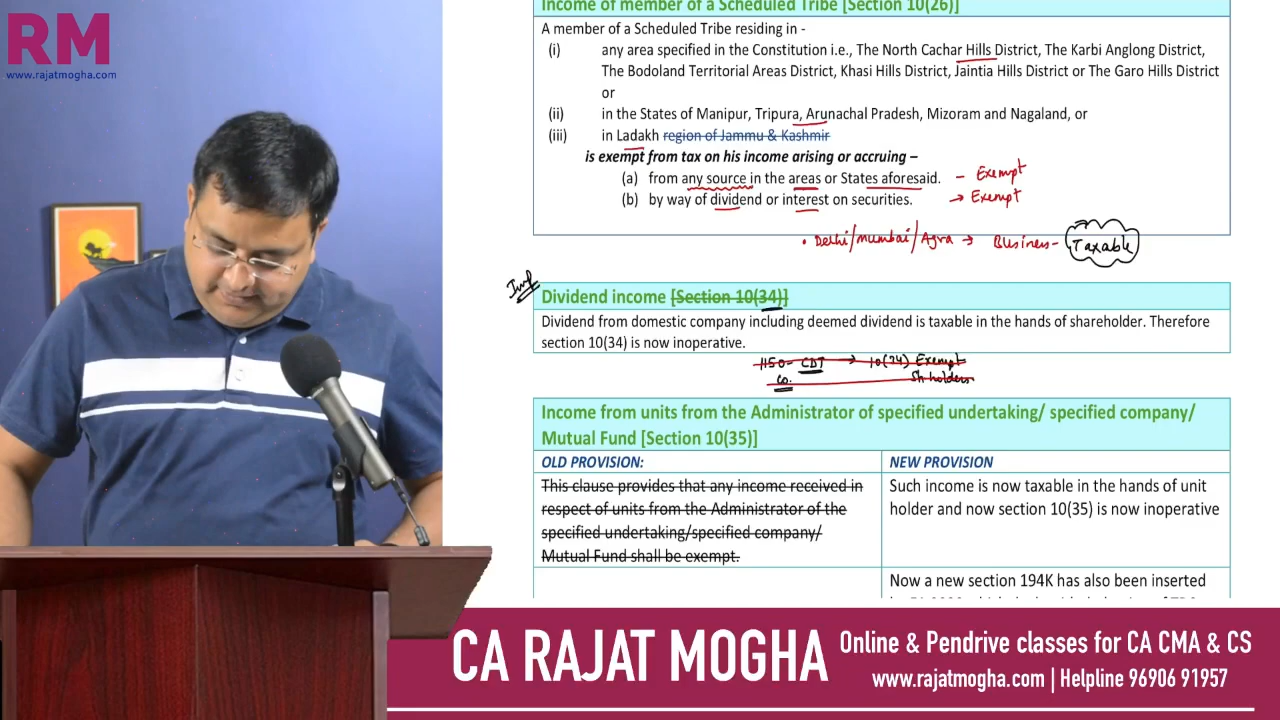 RM
www.rajatmogha.com
Income of member of a Scheduled Tribe [Section 10(26)]
A member of a Scheduled Tribe residing in -
(i) any area specified in the Constitution i.e., The North Cachar Hills District, The Karbi Anglong District,
The Bodoland Territorial Areas District, Khasi Hills District, Jaintia Hills District or The Garo Hills District
or
(ii) in the States of Manipur, Tripura, Arunachal Pradesh, Mizoram and Nagaland, or
(iii) in Ladakh region of Jammu & Kashmir
is exempt from tax on his income arising or accruing –
(a) from any source in the areas or States aforesaid. – Exempt
(b) by way of dividend or interest on securities. → Exempt
• Delhi/mumbai/Agra → Business– Taxable
Imp
Dividend income [Section 10(34)]
Dividend from domestic company including deemed dividend is taxable in the hands of shareholder. Therefore
section 10(34) is now inoperative.
115O– CDT → 10(34) Exempt
Co. Sh holders
Income from units from the Administrator of specified undertaking/ specified company/
Mutual Fund [Section 10(35)]
OLD PROVISION: NEW PROVISION
This clause provides that any income received in
respect of units from the Administrator of the
specified undertaking/specified company/
Mutual Fund shall be exempt.
Such income is now taxable in the hands of unit
holder and now section 10(35) is now inoperative
Now a new section 194K has also been inserted
CA RAJAT MOGHA
Online & Pendrive classes for CA CMA & CS
www.rajatmogha.com | Helpline 96906 91957